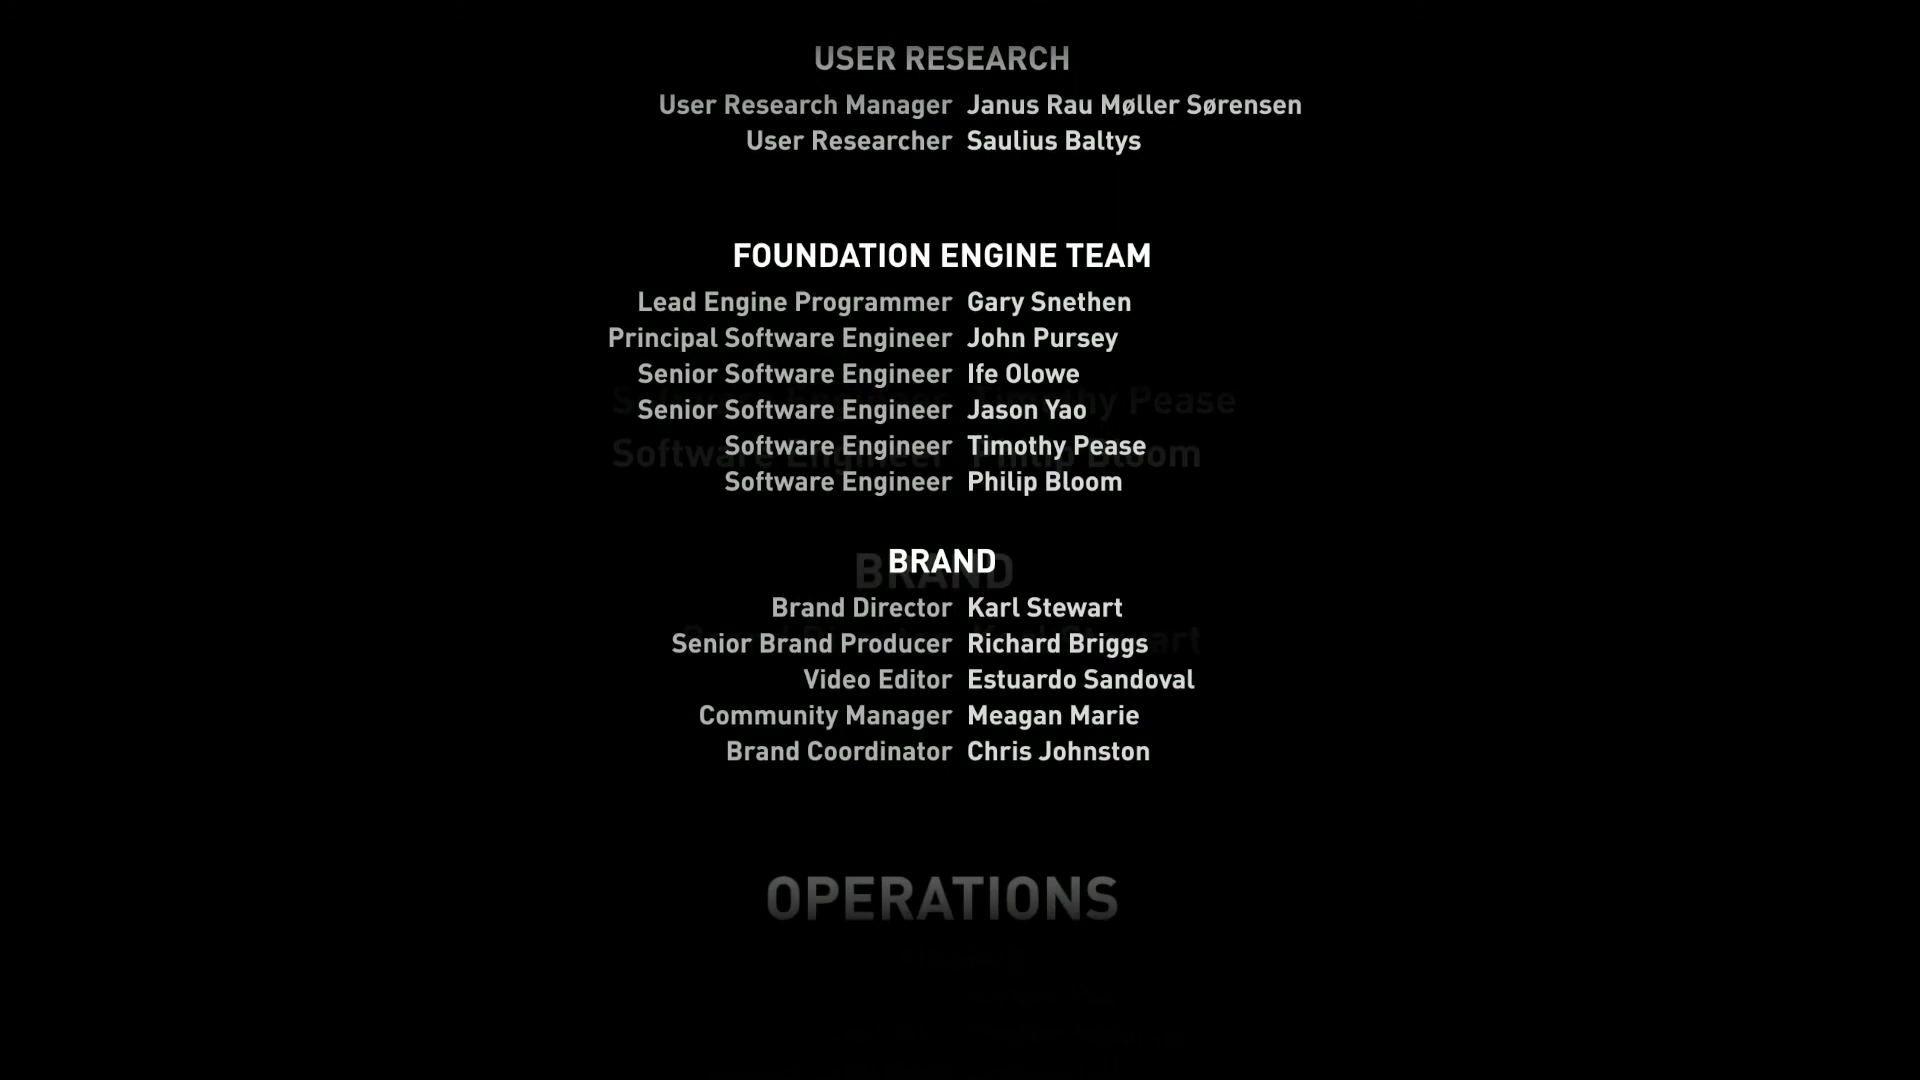 USER RESEARCH
User Research Manager Janus Rau Møller Sørensen
User Researcher Saulius Baltys
FOUNDATION ENGINE TEAM
Lead Engine Programmer Gary Snethen
Principal Software Engineer John Pursey
Senior Software Engineer Ife Olowe
Senior Software Engineer Jason Yao
Software Engineer Timothy Pease
Software Engineer Philip Bloom
BRAND
Brand Director Karl Stewart
Senior Brand Producer Richard Briggs
Video Editor Estuardo Sandoval
Community Manager Meagan Marie
Brand Coordinator Chris Johnston
OPERATIONS